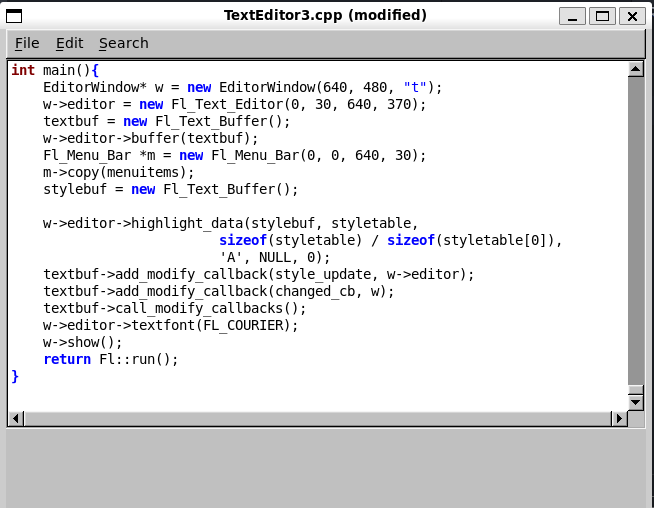 TextEditor3.cpp (modified)
File Edit Search
int main(){
    EditorWindow* w = new EditorWindow(640, 480, "t");
    w->editor = new Fl_Text_Editor(0, 30, 640, 370);
    textbuf = new Fl_Text_Buffer();
    w->editor->buffer(textbuf);
    Fl_Menu_Bar *m = new Fl_Menu_Bar(0, 0, 640, 30);
    m->copy(menuitems);
    stylebuf = new Fl_Text_Buffer();

    w->editor->highlight_data(stylebuf, styletable,
                          sizeof(styletable) / sizeof(styletable[0]),
                          'A', NULL, 0);
    textbuf->add_modify_callback(style_update, w->editor);
    textbuf->add_modify_callback(changed_cb, w);
    textbuf->call_modify_callbacks();
    w->editor->textfont(FL_COURIER);
    w->show();
    return Fl::run();
}